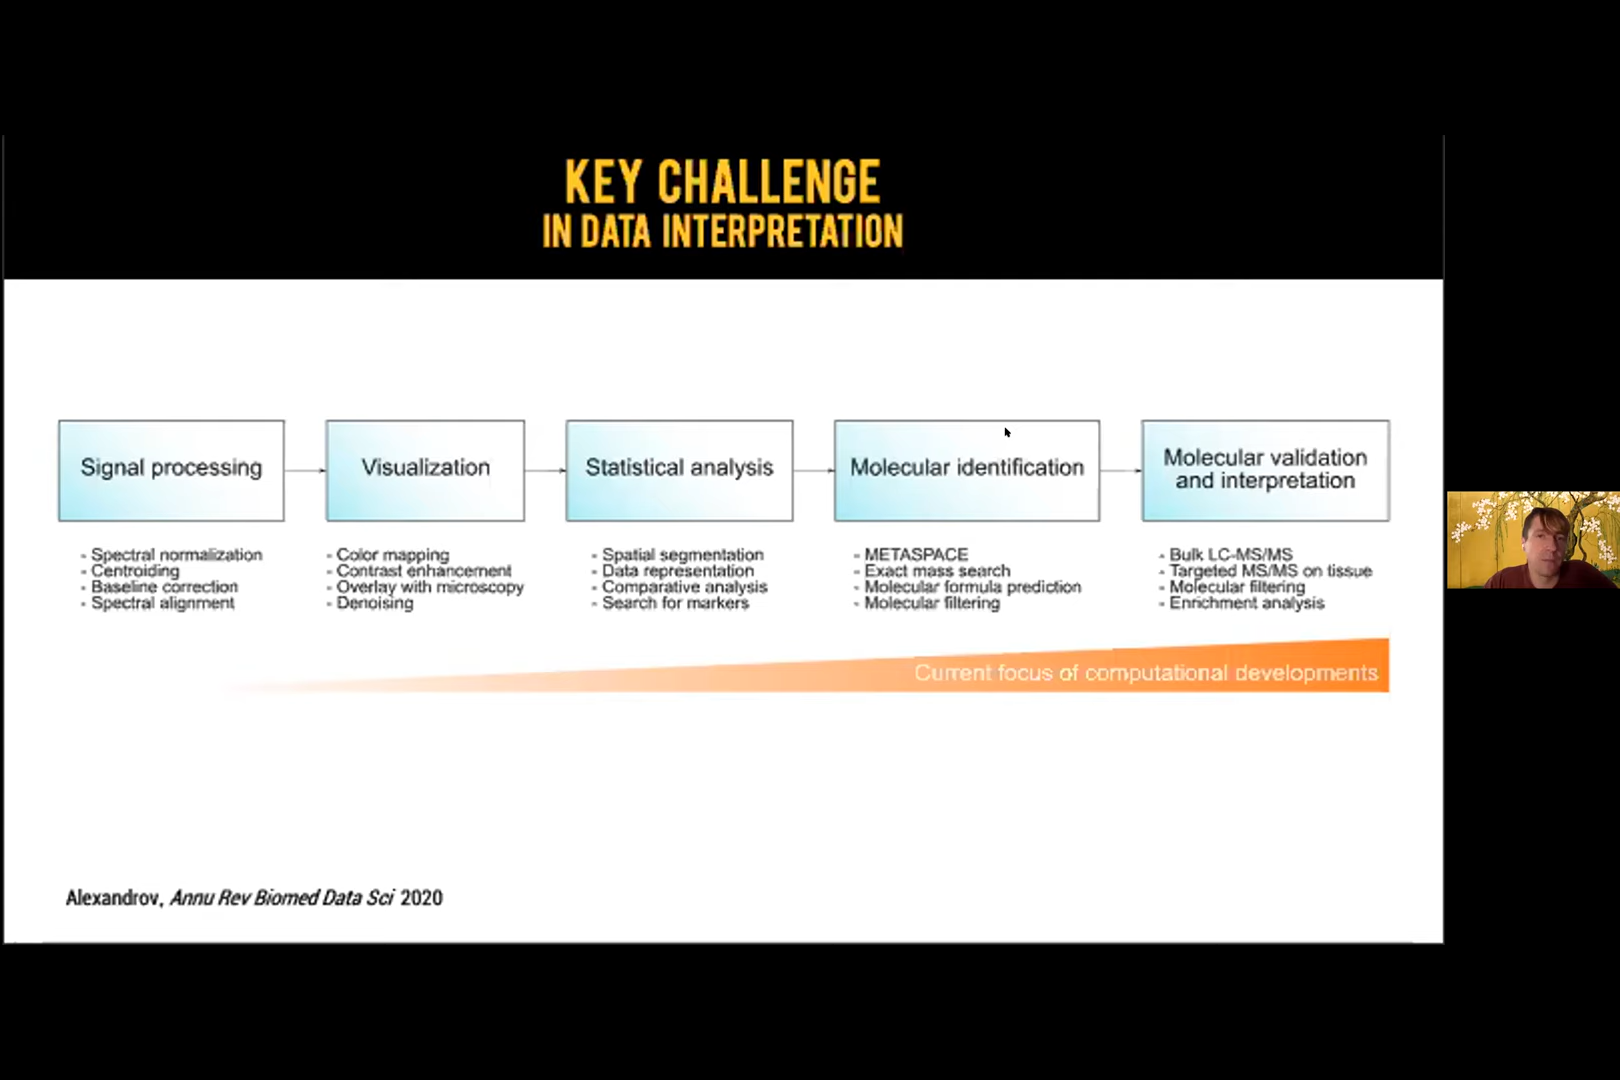 KEY CHALLENGE
IN DATA INTERPRETATION
Signal processing
- Spectral normalization
- Centroiding
- Baseline correction
- Spectral alignment
Visualization
- Color mapping
- Contrast enhancement
- Overlay with microscopy
- Denoising
Statistical analysis
- Spatial segmentation
- Data representation
- Comparative analysis
- Search for markers
Molecular identification
- METASPACE
- Exact mass search
- Molecular formula prediction
- Molecular filtering
Molecular validation
and interpretation
- Bulk LC-MS/MS
- Targeted MS/MS on tissue
- Molecular filtering
- Enrichment analysis
Current focus of computational developments
Alexandrov, Annu Rev Biomed Data Sci 2020